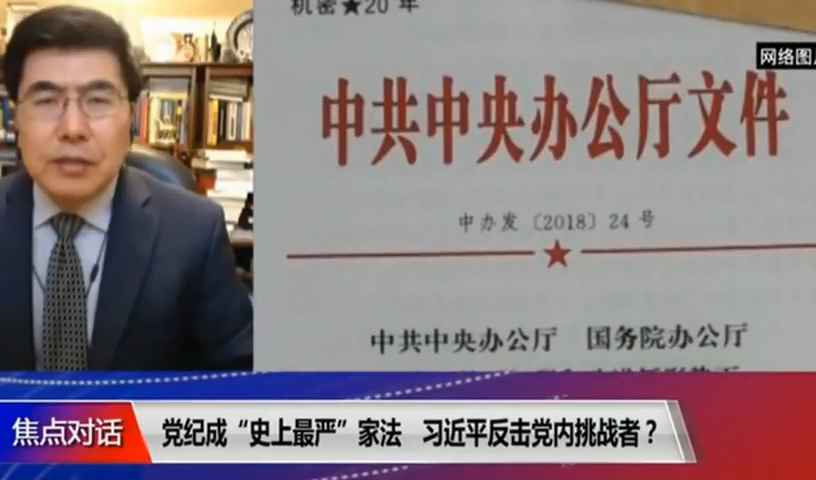 机密★20年
网络图
中共中央办公厅文件
中办发〔2018〕24号
中共中央办公厅 国务院办公厅
焦点对话
党纪成“史上最严”家法 习近平反击党内挑战者？